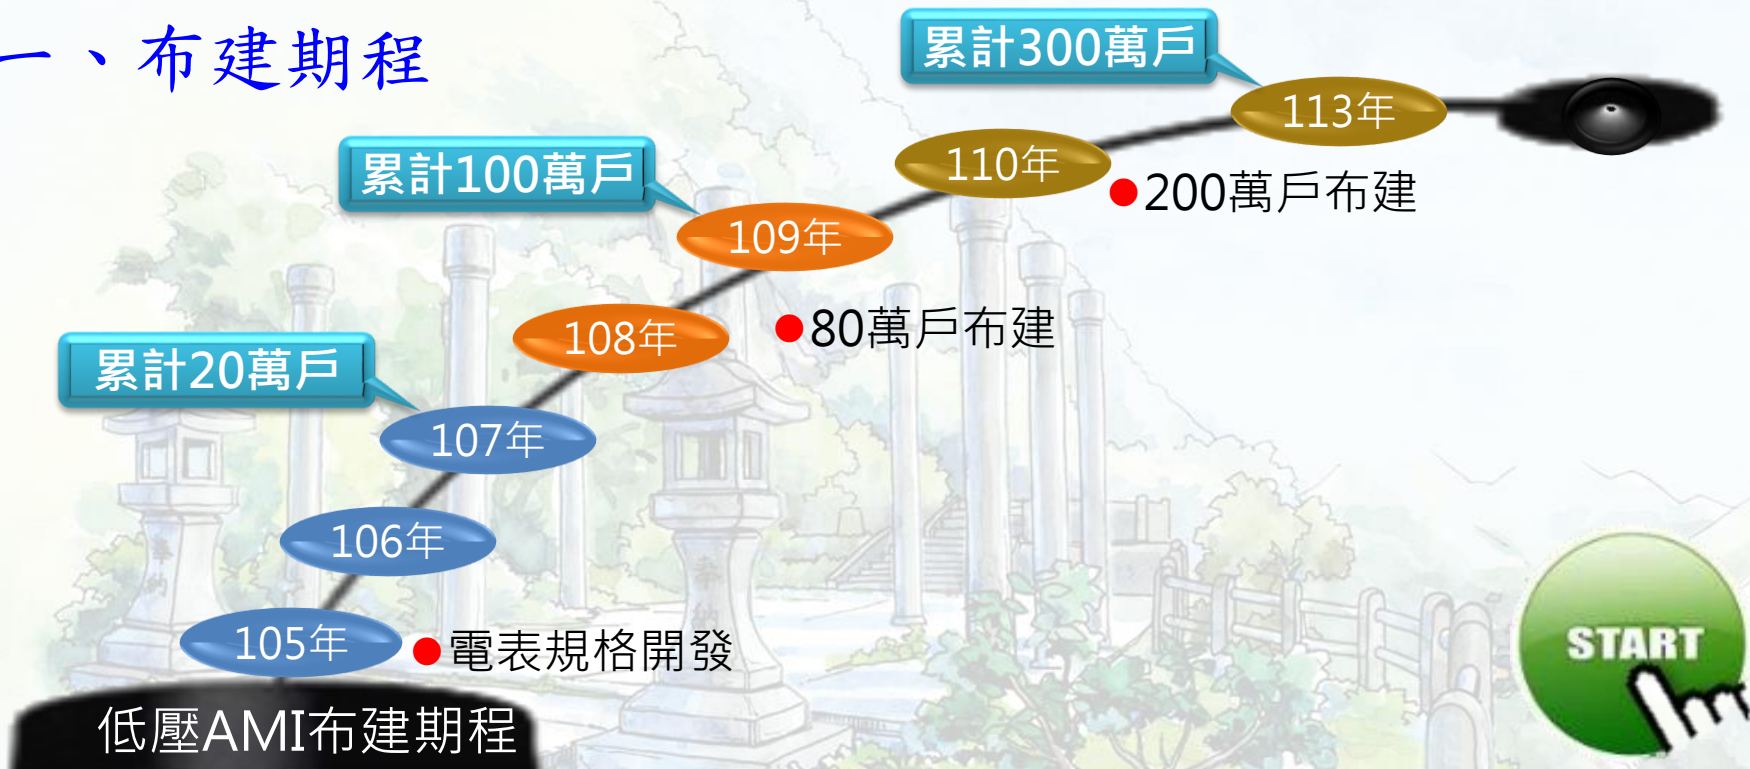 一、布建期程
累計300萬戶
113年
110年
●200萬戶布建
累計100萬戶
109年
108年
●80萬戶布建
累計20萬戶
107年
106年
105年
●電表規格開發
低壓AMI布建期程
START
奉納